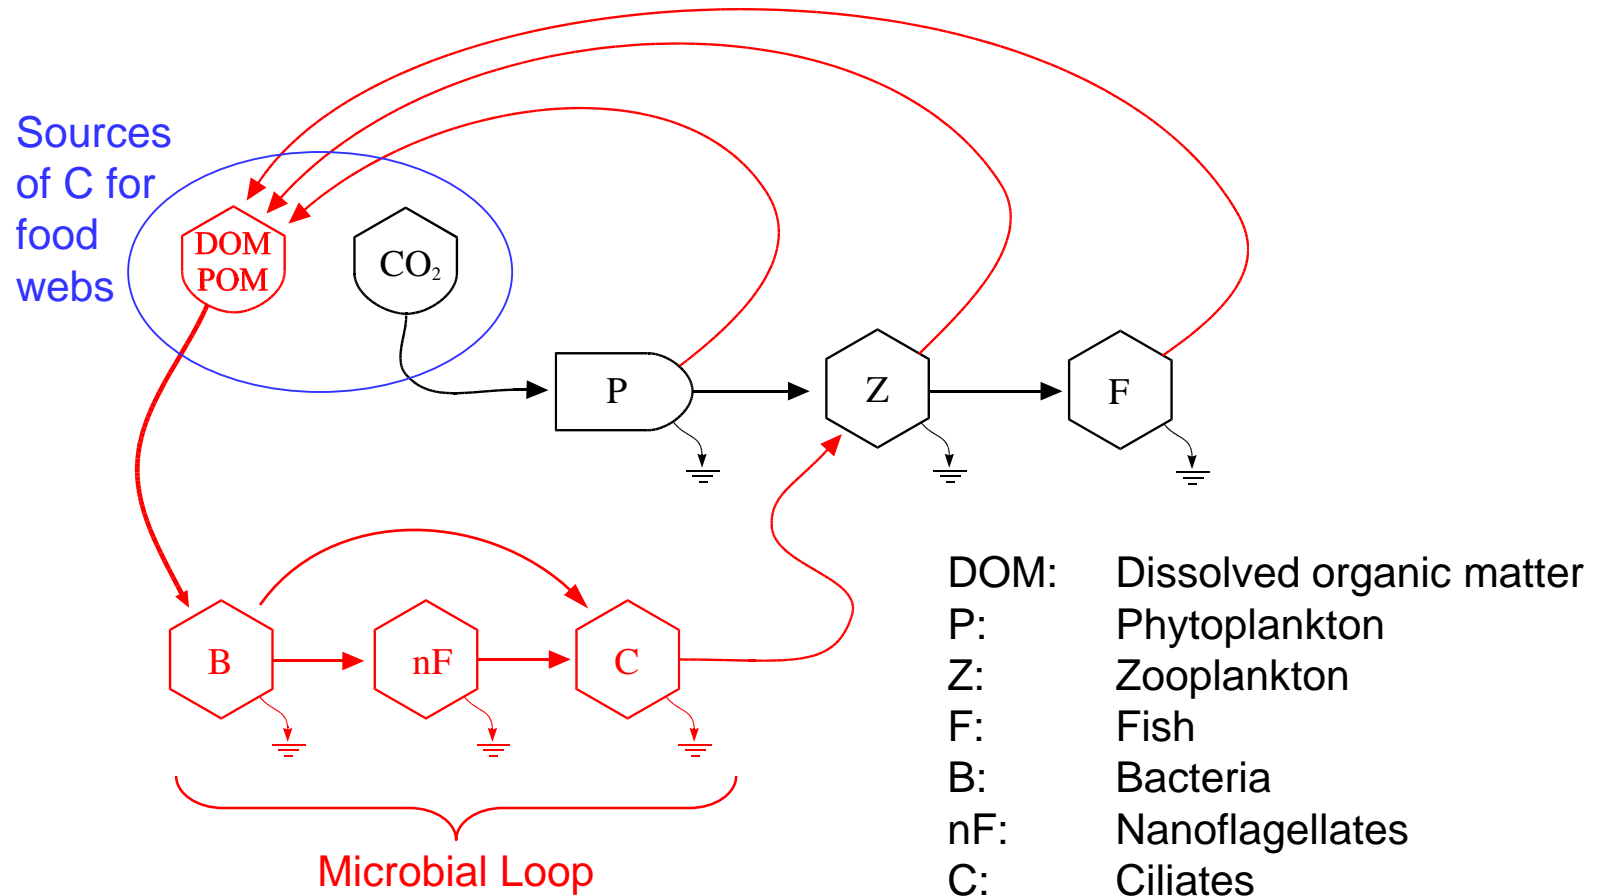 Sources
of C for
food
webs
DOM
POM
CO₂
P
Z
F
B
nF
C
Microbial Loop
DOM: Dissolved organic matter
P: Phytoplankton
Z: Zooplankton
F: Fish
B: Bacteria
nF: Nanoflagellates
C: Ciliates